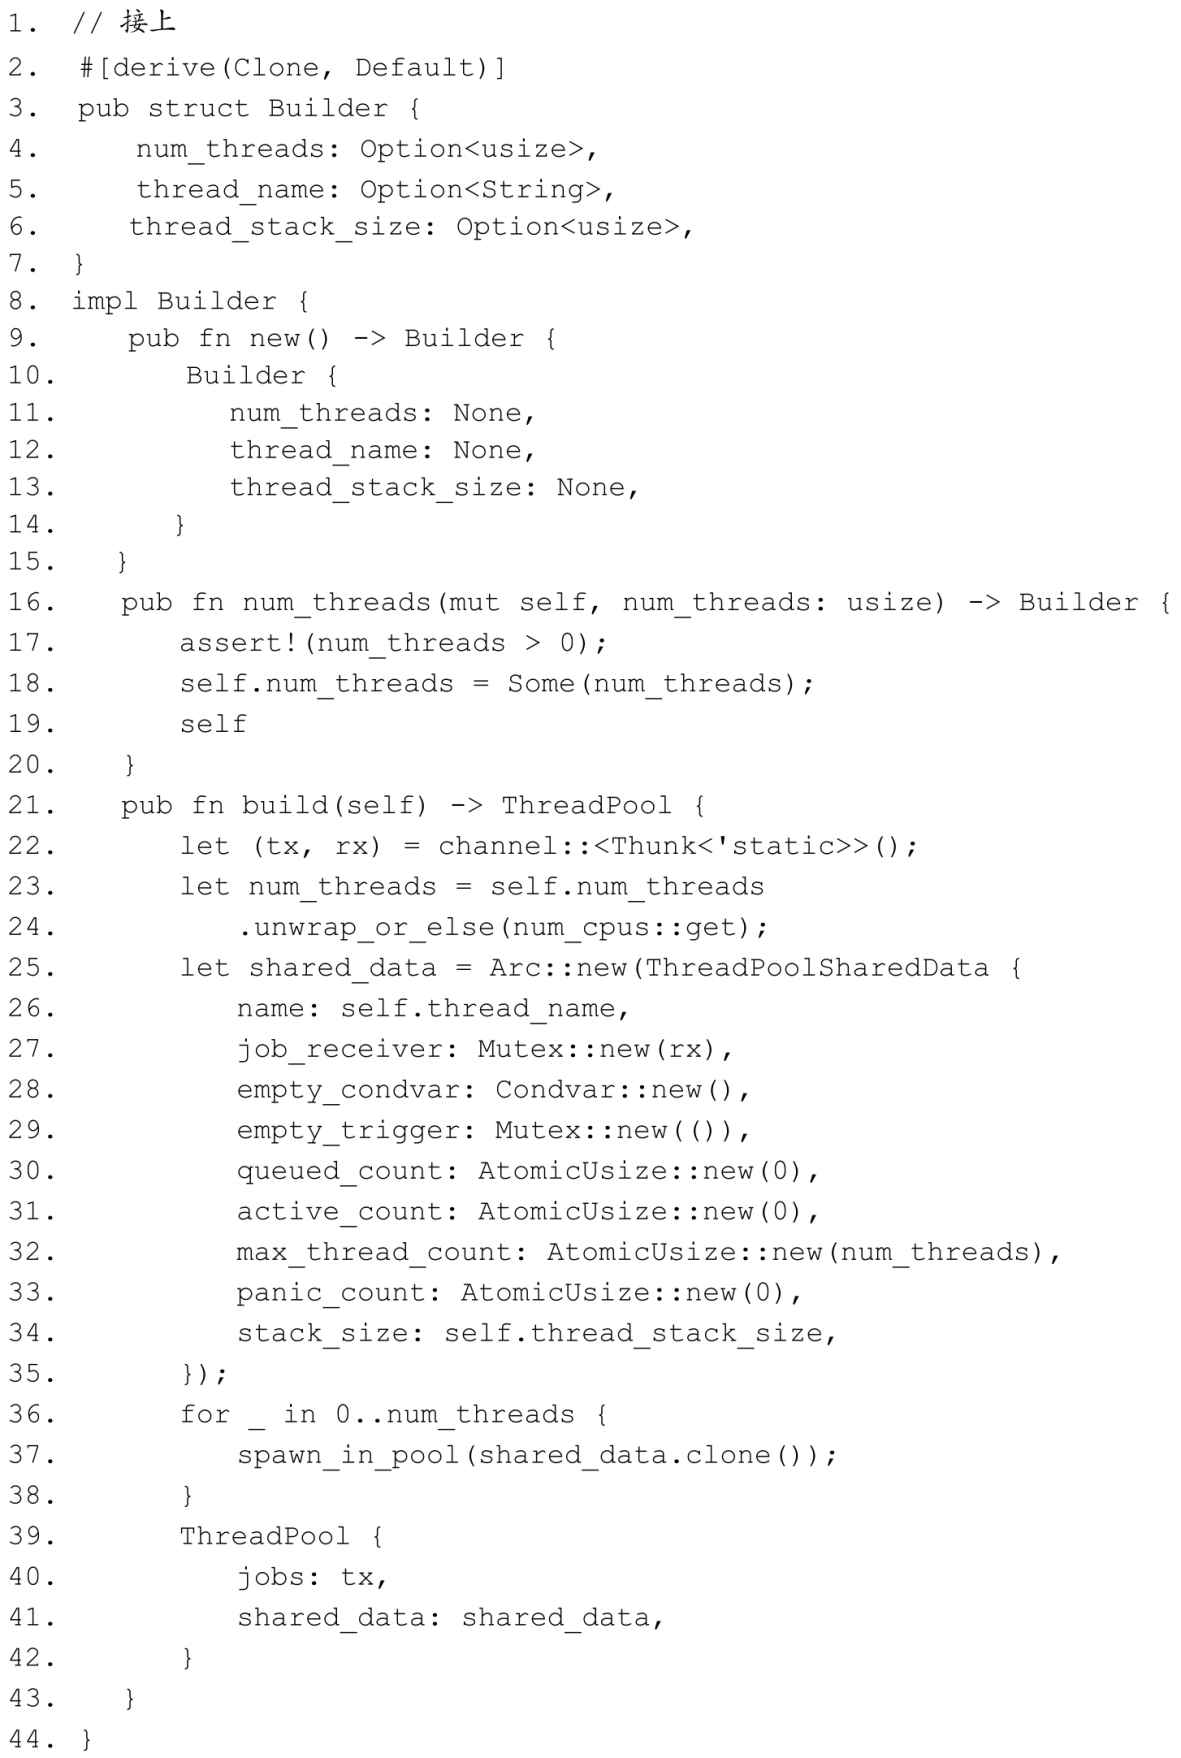 1. // 接上
2. #[derive(Clone, Default)]
3. pub struct Builder {
4.     num_threads: Option<usize>,
5.     thread_name: Option<String>,
6.     thread_stack_size: Option<usize>,
7. }
8. impl Builder {
9.     pub fn new() -> Builder {
10.         Builder {
11.             num_threads: None,
12.             thread_name: None,
13.             thread_stack_size: None,
14.         }
15.     }
16.     pub fn num_threads(mut self, num_threads: usize) -> Builder {
17.         assert!(num_threads > 0);
18.         self.num_threads = Some(num_threads);
19.         self
20.     }
21.     pub fn build(self) -> ThreadPool {
22.         let (tx, rx) = channel::<Thunk<'static>>();
23.         let num_threads = self.num_threads
24.             .unwrap_or_else(num_cpus::get);
25.         let shared_data = Arc::new(ThreadPoolSharedData {
26.             name: self.thread_name,
27.             job_receiver: Mutex::new(rx),
28.             empty_condvar: Condvar::new(),
29.             empty_trigger: Mutex::new(()),
30.             queued_count: AtomicUsize::new(0),
31.             active_count: AtomicUsize::new(0),
32.             max_thread_count: AtomicUsize::new(num_threads),
33.             panic_count: AtomicUsize::new(0),
34.             stack_size: self.thread_stack_size,
35.         });
36.         for _ in 0..num_threads {
37.             spawn_in_pool(shared_data.clone());
38.         }
39.         ThreadPool {
40.             jobs: tx,
41.             shared_data: shared_data,
42.         }
43.     }
44. }